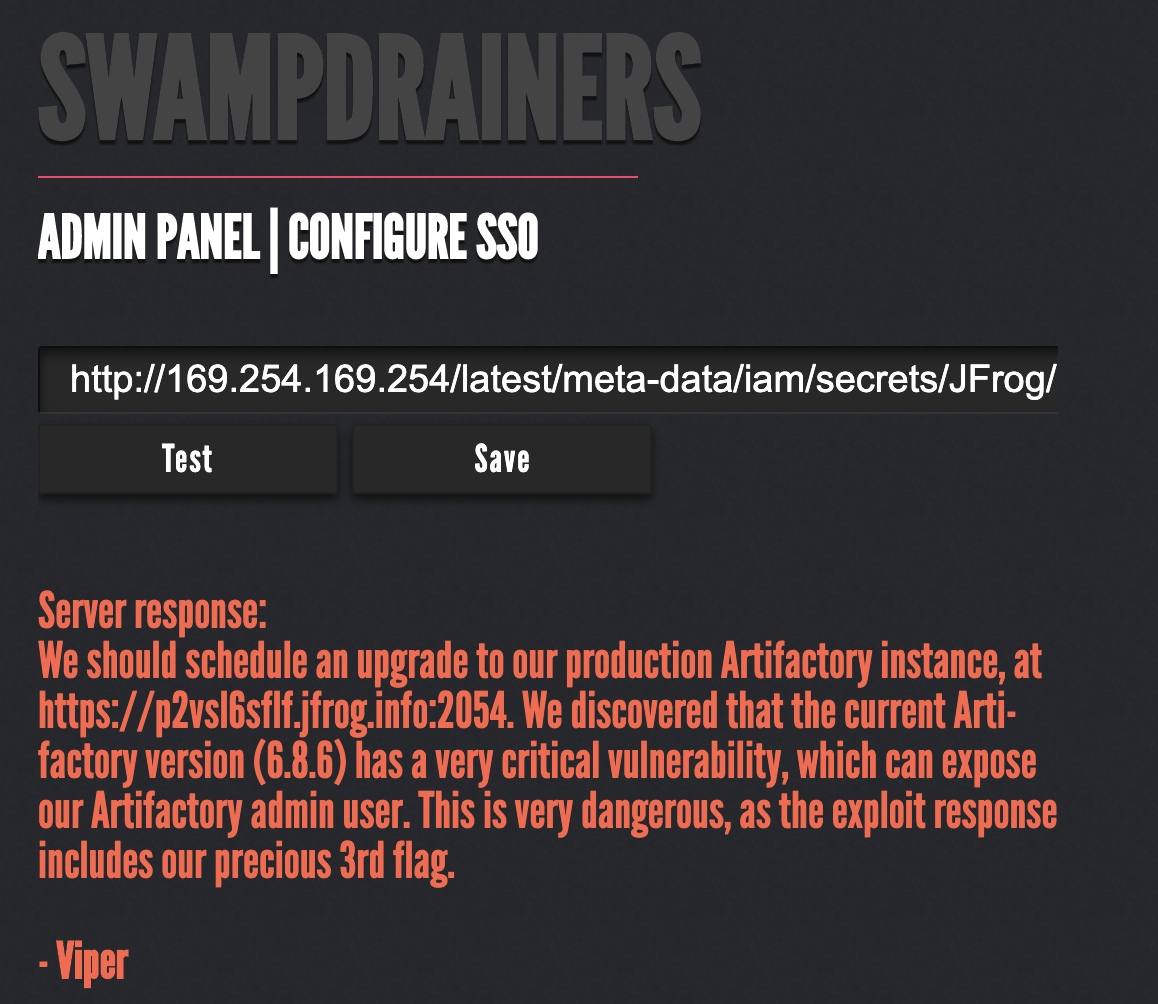 SWAMPDRAINERS
ADMIN PANEL | CONFIGURE SSO
http://169.254.169.254/latest/meta-data/iam/secrets/JFrog/
Test
Save
Server response:
We should schedule an upgrade to our production Artifactory instance, at
https://p2vsl6sflf.jfrog.info:2054. We discovered that the current Arti-
factory version (6.8.6) has a very critical vulnerability, which can expose
our Artifactory admin user. This is very dangerous, as the exploit response
includes our precious 3rd flag.
- Viper